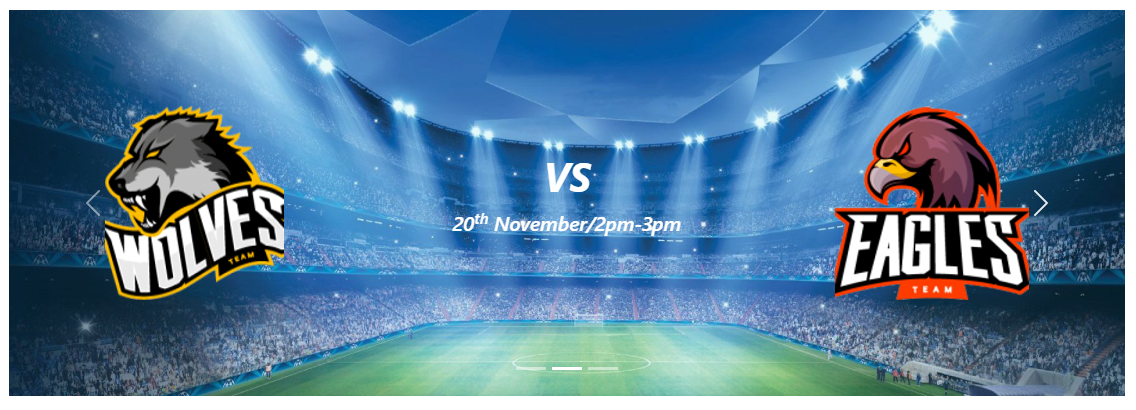 VS
20th November/2pm-3pm
WOLVES
TEAM
EAGLES
TEAM